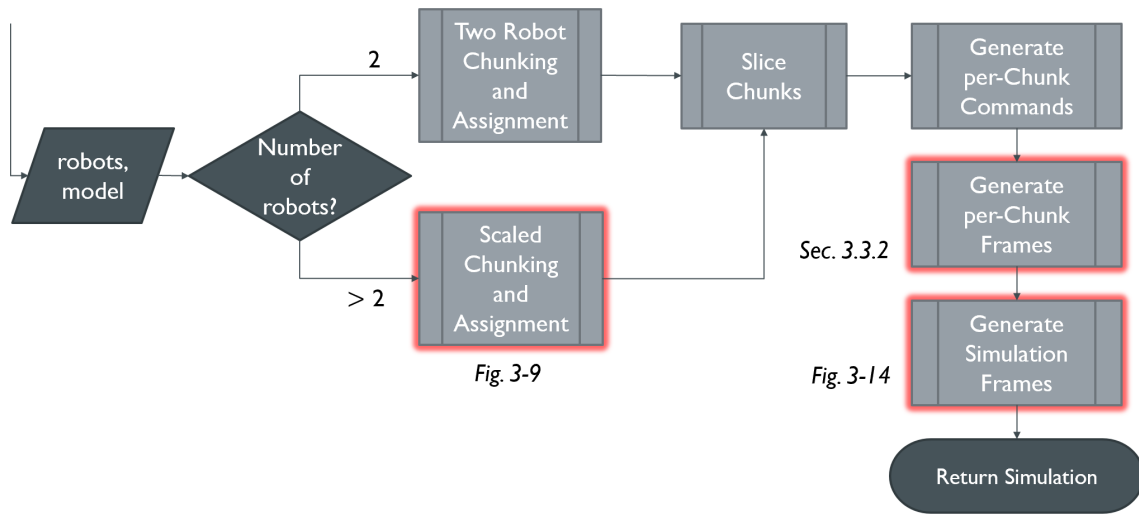 robots,
model
Number
of
robots?
2
> 2
Two Robot
Chunking
and
Assignment
Scaled
Chunking
and
Assignment
Fig. 3-9
Slice
Chunks
Generate
per-Chunk
Commands
Generate
per-Chunk
Frames
Sec. 3.3.2
Generate
Simulation
Frames
Fig. 3-14
Return Simulation